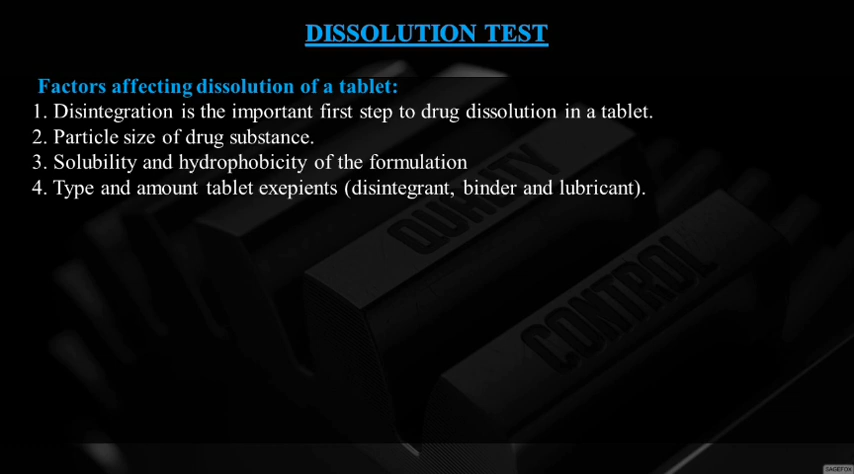 DISSOLUTION TEST
Factors affecting dissolution of a tablet:
1. Disintegration is the important first step to drug dissolution in a tablet.
2. Particle size of drug substance.
3. Solubility and hydrophobicity of the formulation
4. Type and amount tablet exepients (disintegrant, binder and lubricant).
QUALITY
CONTROL
SAGEFOX